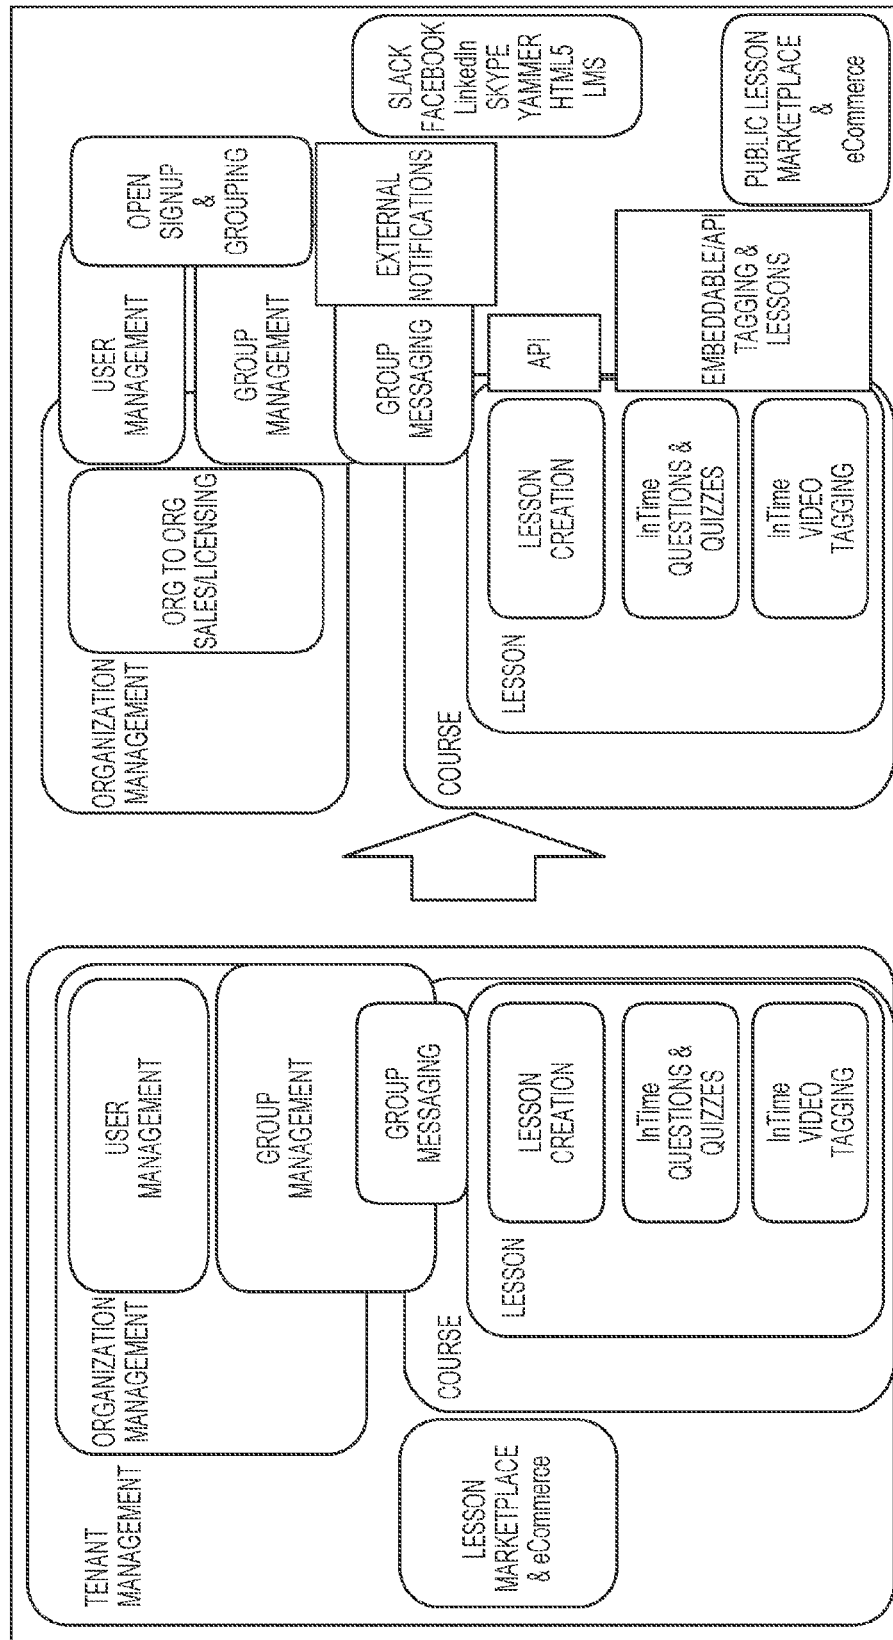 TENANT
MANAGEMENT
ORGANIZATION
MANAGEMENT
USER
MANAGEMENT
GROUP
MANAGEMENT
GROUP
MESSAGING
LESSON
MARKETPLACE
& eCommerce
COURSE
LESSON
LESSON
CREATION
InTime
QUESTIONS &
QUIZZES
InTime
VIDEO
TAGGING
ORGANIZATION
MANAGEMENT
ORG TO ORG
SALES/LICENSING
USER
MANAGEMENT
OPEN
SIGNUP
&
GROUPING
GROUP
MANAGEMENT
GROUP
MESSAGING
EXTERNAL
NOTIFICATIONS
SLACK
FACEBOOK
LinkedIn
SKYPE
YAMMER
HTML5
LMS
COURSE
LESSON
LESSON
CREATION
API
InTime
QUESTIONS &
QUIZZES
InTime
VIDEO
TAGGING
EMBEDDABLE/API
TAGGING &
LESSONS
PUBLIC LESSON
MARKETPLACE
&
eCommerce